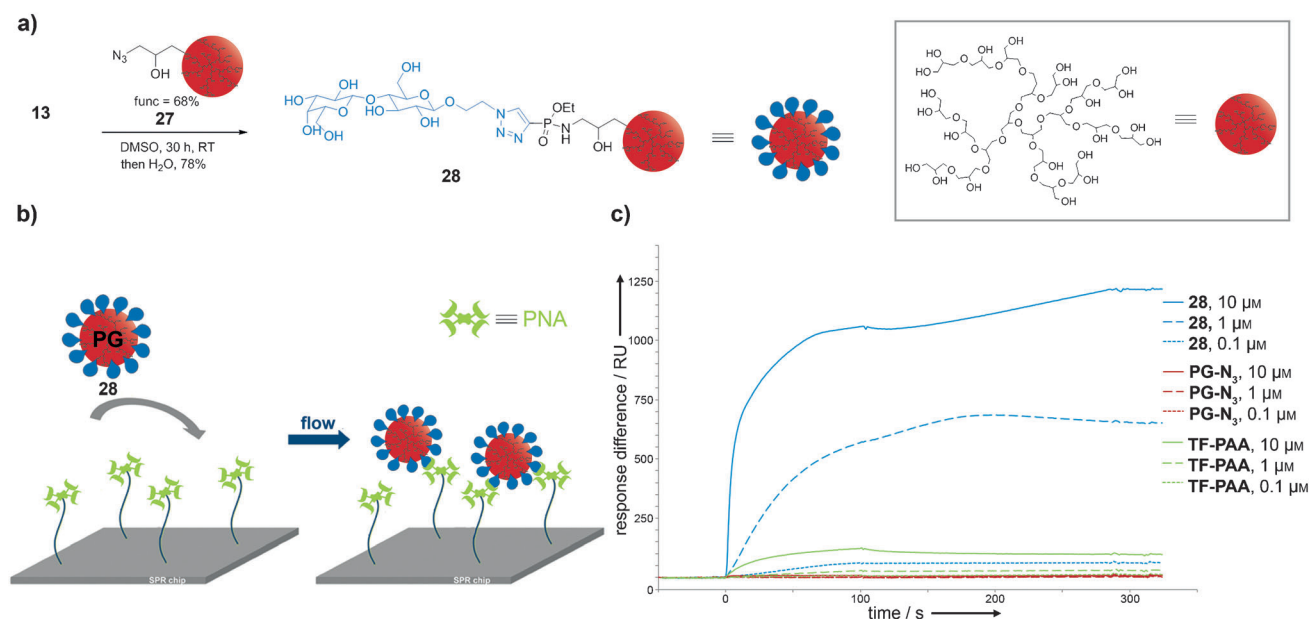 a)
N3
OH
func = 68%
27
13
DMSO, 30 h, RT
then H2O, 78%
OH OH
HO
O
OH
OH
O
HO
O
OH
O
N
N=N
OEt
P
O
NH
OH
28
OH
HO
O
b)
PG
28
PNA
flow
SPR chip
SPR chip
c)
response difference / RU
1250
1000
750
500
250
0
0
100
200
300
time / s
28, 10 µM
28, 1 µM
28, 0.1 µM
PG-N3, 10 µM
PG-N3, 1 µM
PG-N3, 0.1 µM
TF-PAA, 10 µM
TF-PAA, 1 µM
TF-PAA, 0.1 µM